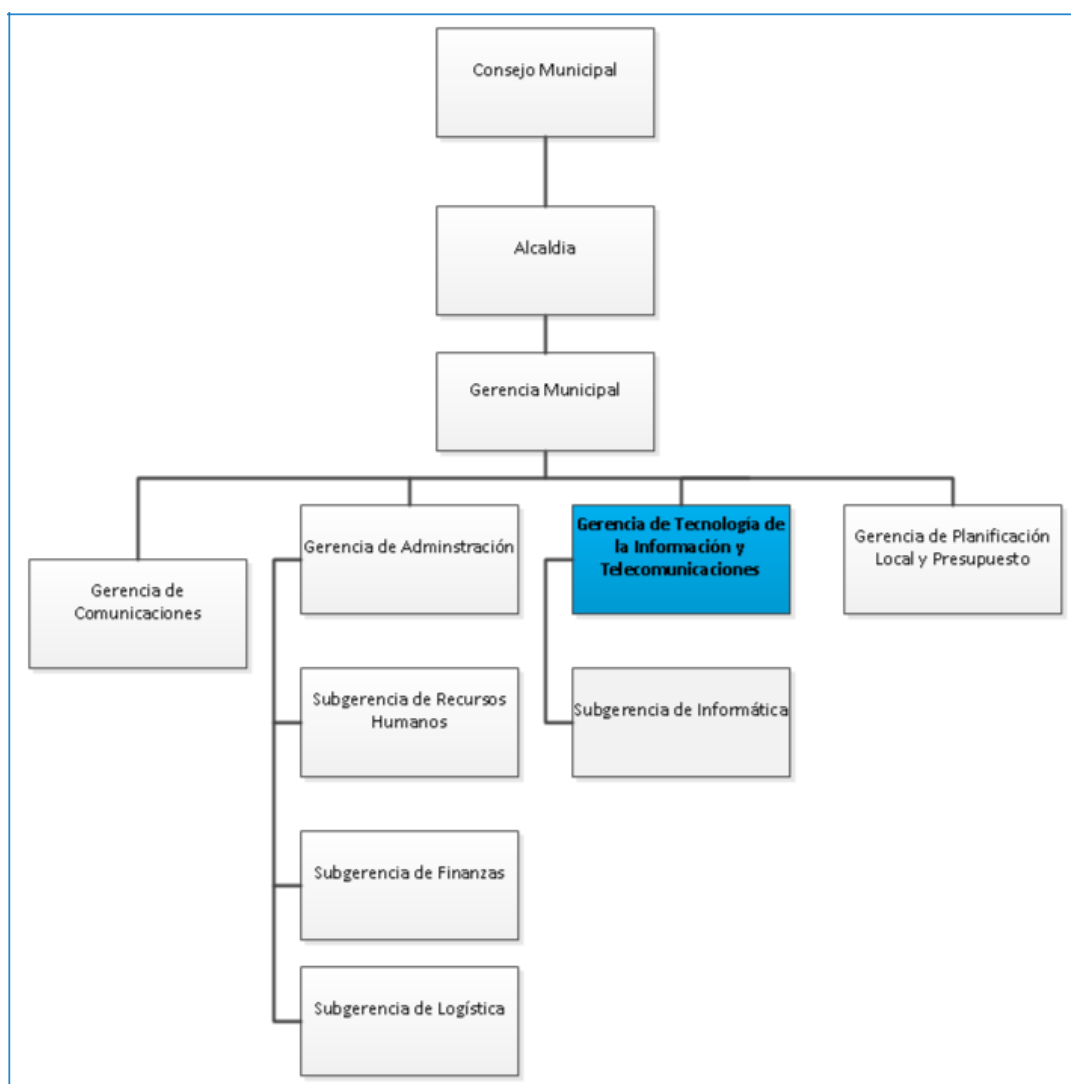 Consejo Municipal
Alcaldia
Gerencia Municipal
Gerencia de
Comunicaciones
Gerencia de Adminstración
Gerencia de Tecnología de
la Información y
Telecomunicaciones
Gerencia de Planificación
Local y Presupuesto
Subgerencia de Recursos
Humanos
Subgerencia de Informática
Subgerencia de Finanzas
Subgerencia de Logística